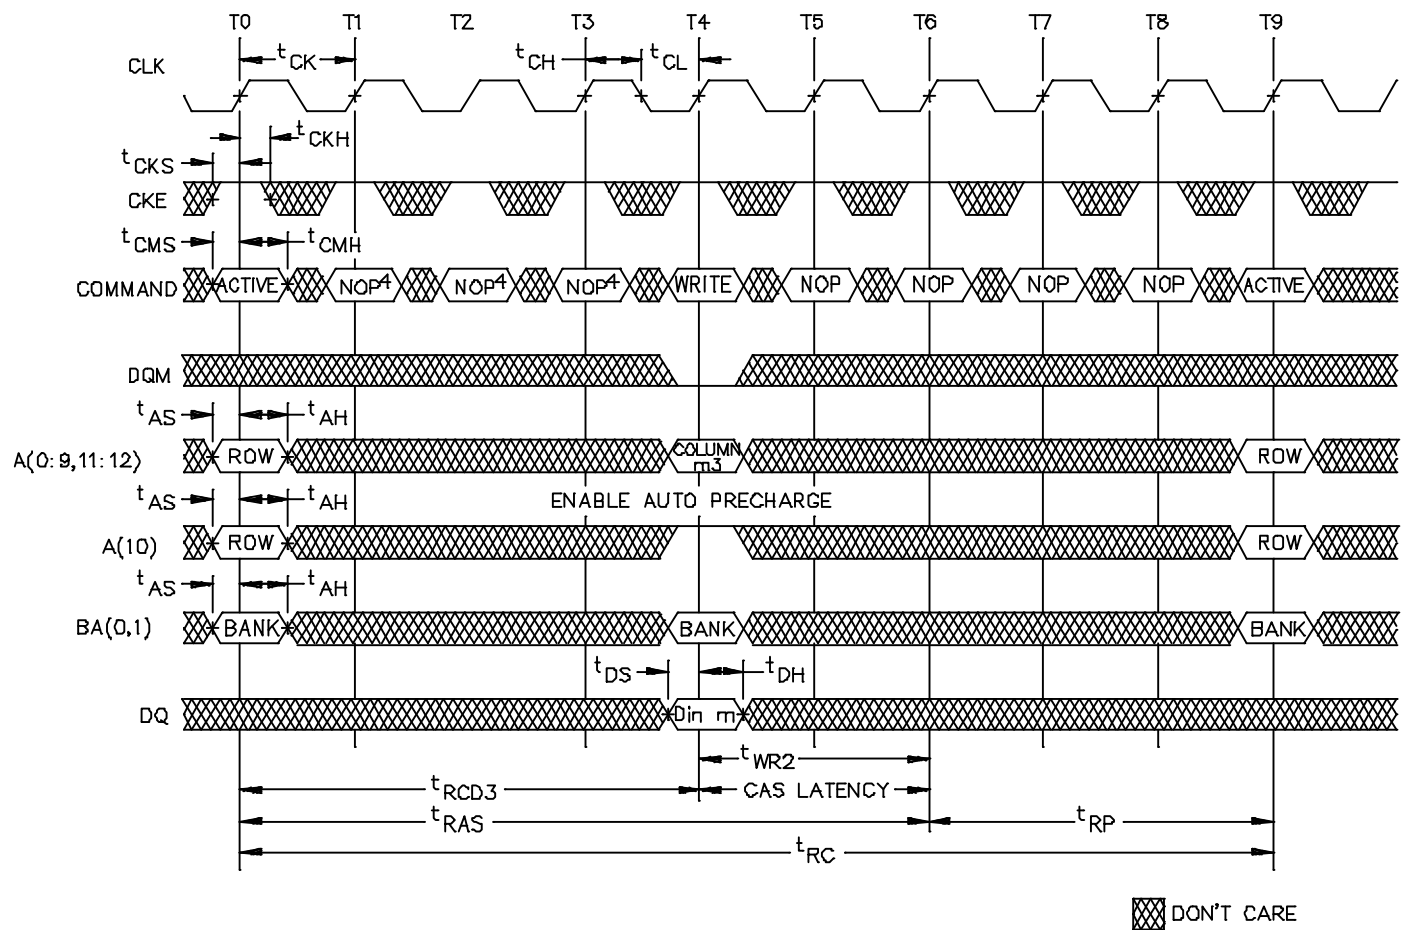 T0 T1 T2 T3 T4 T5 T6 T7 T8 T9
CLK
tCK
tCH
tCL
tCKH
tCKS
CKE
tCMS
tCMH
COMMAND
ACTIVE NOP4 NOP4 NOP4 WRITE NOP NOP NOP NOP ACTIVE
DQM
tAS
tAH
A(0:9,11:12)
ROW COLUMN m3 ROW
tAS
tAH
ENABLE AUTO PRECHARGE
A(10)
ROW ROW
tAS
tAH
BA(0,1)
BANK BANK BANK
tDS
tDH
DQ
Din m
tWR2
tRCD3
CAS LATENCY
tRAS
tRP
tRC
DON'T CARE